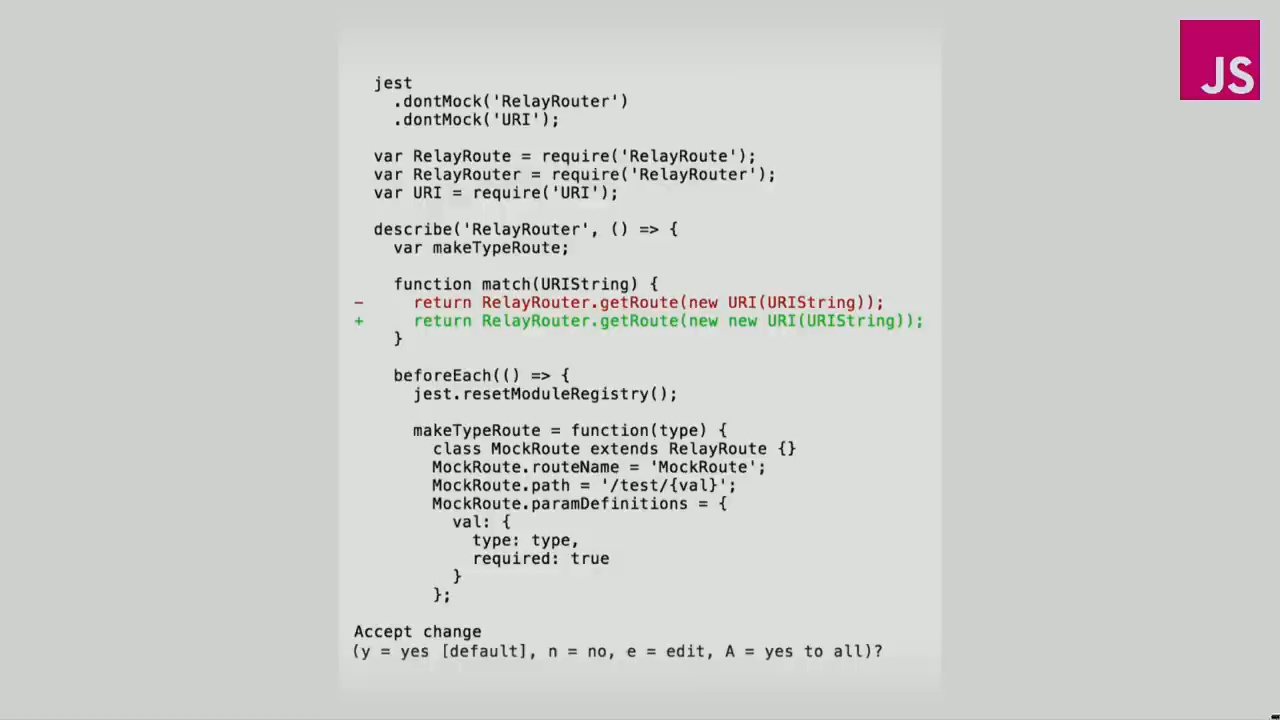 JS
jest
.dontMock('RelayRouter')
.dontMock('URI');
var RelayRoute = require('RelayRoute');
var RelayRouter = require('RelayRouter');
var URI = require('URI');
describe('RelayRouter', () => {
var makeTypeRoute;
function match(URIString) {
- return RelayRouter.getRoute(new URI(URIString));
+ return RelayRouter.getRoute(new new URI(URIString));
}
beforeEach(() => {
jest.resetModuleRegistry();
makeTypeRoute = function(type) {
class MockRoute extends RelayRoute {}
MockRoute.routeName = 'MockRoute';
MockRoute.path = '/test/{val}';
MockRoute.paramDefinitions = {
val: {
type: type,
required: true
}
};
Accept change
(y = yes [default], n = no, e = edit, A = yes to all)?